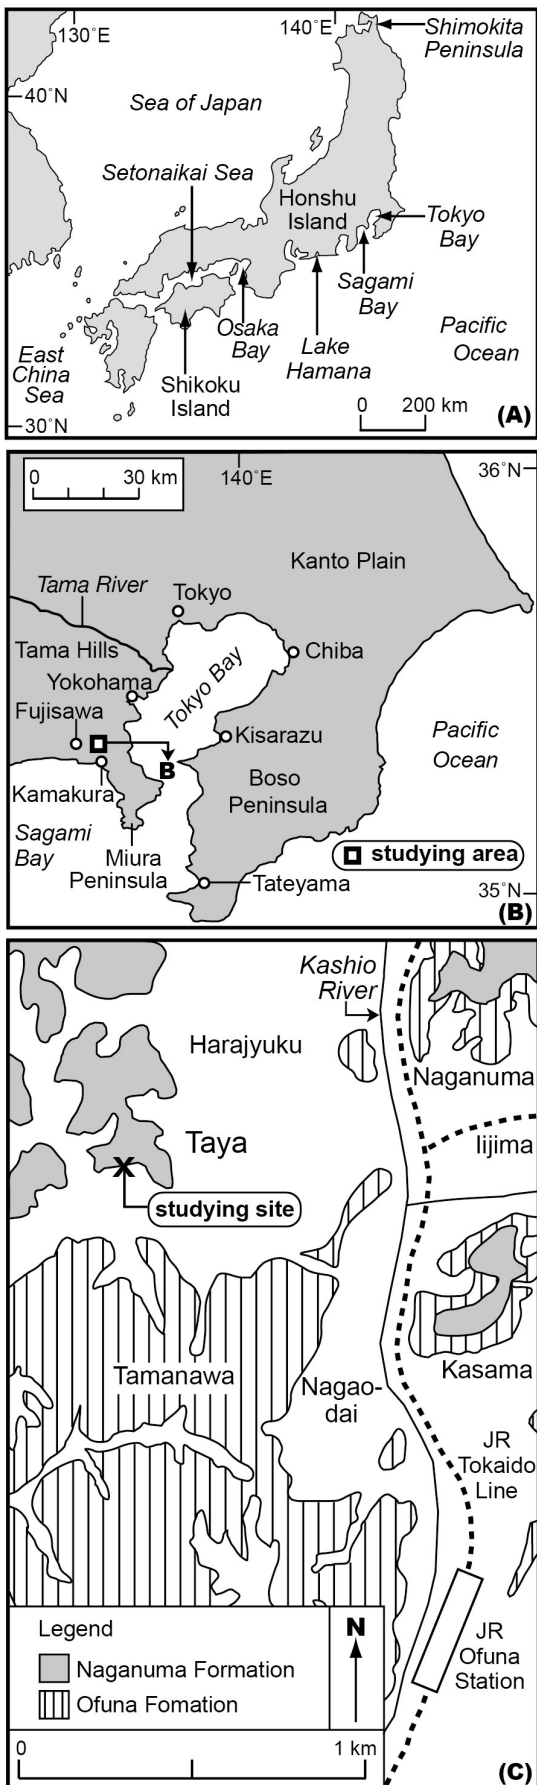 130°E
140°E
Shimokita
Peninsula
40°N
Sea of Japan
Setonaikai Sea
Honshu
Island
Tokyo
Bay
Sagami
Bay
Osaka
Bay
Lake
Hamana
Pacific
Ocean
East
China
Sea
Shikoku
Island
0 200 km
30°N
(A)
0 30 km
140°E
36°N
Kanto Plain
Tama River
Tokyo
Tama Hills
Chiba
Yokohama
Tokyo Bay
Fujisawa
Kisarazu
Pacific
Ocean
B
Boso
Peninsula
Kamakura
Sagami
Bay
Miura
Peninsula
studying area
Tateyama
35°N
(B)
Kashio
River
Harajyuku
Naganuma
Taya
Iijima
X
studying site
Tamanawa
Nagao-
dai
Kasama
JR
Tokaido
Line
JR
Ofuna
Station
Legend
N
Naganuma Formation
Ofuna Fomation
0 1 km
(C)